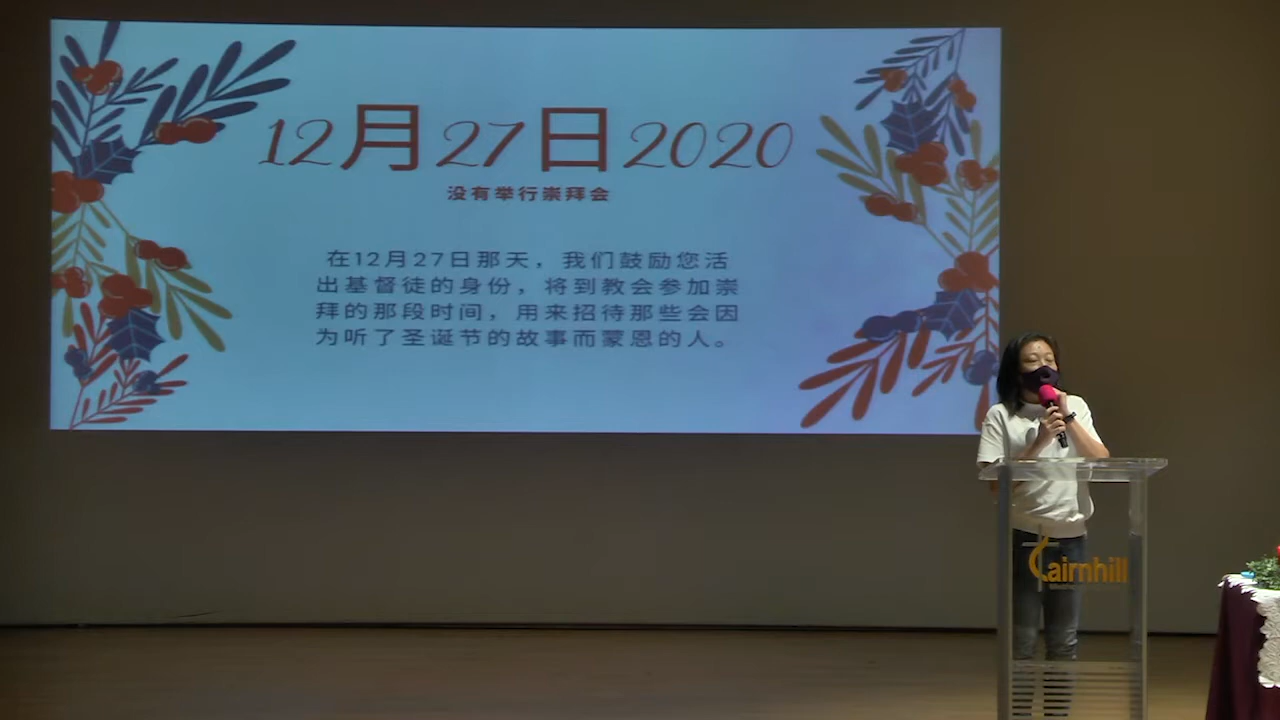 12月27日2020
没有举行崇拜会
在12月27日那天，我们鼓励您活
出基督徒的身份，将到教会参加崇
拜的那段时间，用来招待那些会因
为听了圣诞节的故事而蒙恩的人。
Cairnhill